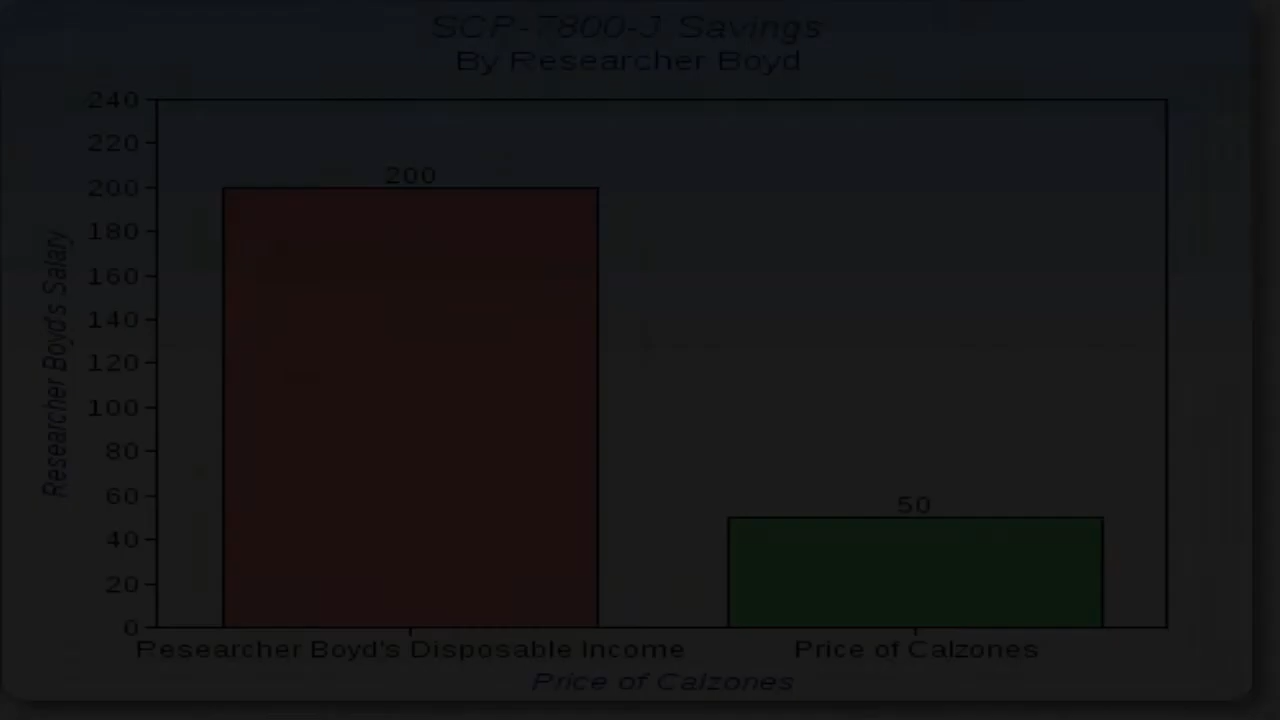 SCP-7800-J Savings
By Researcher Boyd
240
220
200
200
180
160
140
120
100
80
60
50
40
20
0
Researcher Boyd's Salary
Researcher Boyd's Disposable Income
Price of Calzones
Price of Calzones